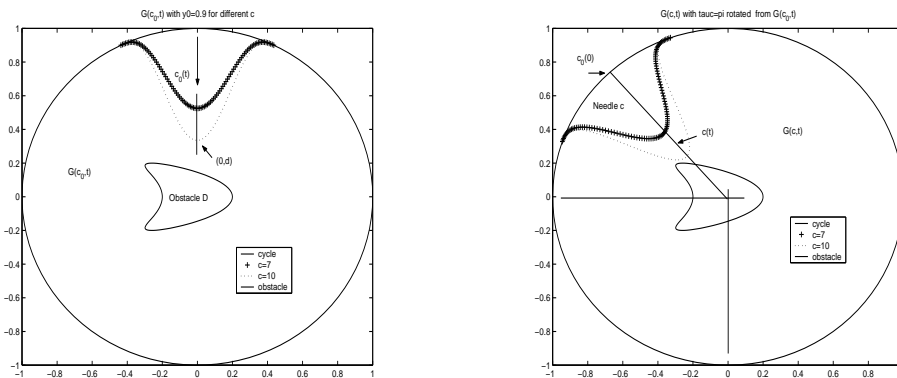 G(c0,t) with y0=0.9 for different c
1
0.8
0.6
0.4
0.2
0
−0.2
−0.4
−0.6
−0.8
−1
−1 −0.8 −0.6 −0.4 −0.2 0 0.2 0.4 0.6 0.8 1
c0(t)
(0,d)
G(c0,t)
Obstacle D
cycle
c=7
c=10
obstacle
G(c,t) with tauc=pi rotated from G(c0,t)
1
0.8
0.6
0.4
0.2
0
−0.2
−0.4
−0.6
−0.8
−1
−1 −0.8 −0.6 −0.4 −0.2 0 0.2 0.4 0.6 0.8 1
c0(0)
Needle c
c(t)
G(c,t)
cycle
c=7
c=10
obstacle